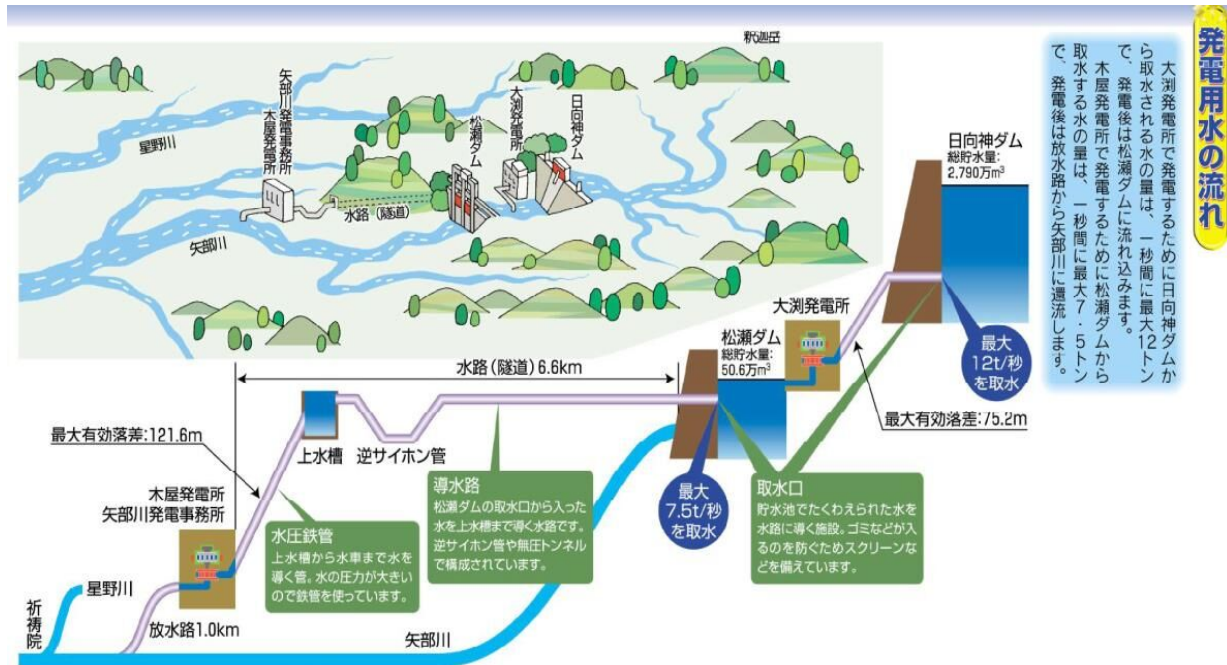 発電用水の流れ
大渕発電所で発電するために日向神ダムか
ら取水される水の量は、一秒間に最大12トン
で、発電後は松瀬ダムに流れ込みます。
木屋発電所で発電するために松瀬ダムから
取水する水の量は、一秒間に最大7・5トン
で、発電後は放水路から矢部川に還流します。
釈迦岳
日向神ダム
大渕発電所
松瀬ダム
矢部川発電事務所
木屋発電所
星野川
水路（隧道）
矢部川
日向神ダム
総貯水量：
2,790万m³
大渕発電所
最大
12t/秒
を取水
松瀬ダム
総貯水量：
50.6万m³
最大有効落差：75.2m
水路（隧道）6.6km
最大有効落差：121.6m
上水槽
逆サイホン管
木屋発電所
矢部川発電事務所
水圧鉄管
上水槽から水車まで水を
導く管。水の圧力が大きい
ので鉄管を使っています。
導水路
松瀬ダムの取水口から入った
水を上水槽まで導く水路です。
逆サイホン管や無圧トンネル
で構成されています。
最大
7.5t/秒
を取水
取水口
貯水池でたくわえられた水を
水路に導く施設。ゴミなどが入
るのを防ぐためスクリーンな
どを備えています。
星野川
祈祷院
放水路1.0km
矢部川